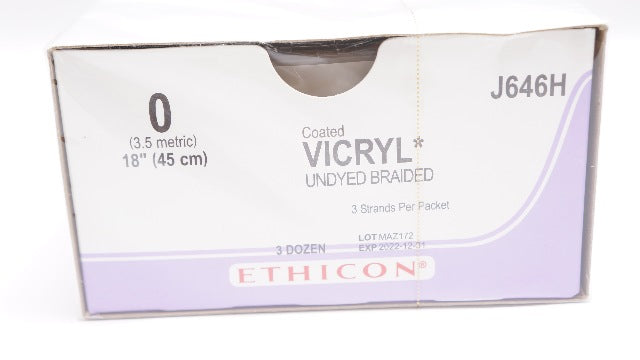 J646H
0
(3.5 metric)
18" (45 cm)
Coated
VICRYL*
UNDYED BRAIDED
3 Strands Per Packet
LOT MAZ172
EXP 2022-12-31
3 DOZEN
ETHICON®